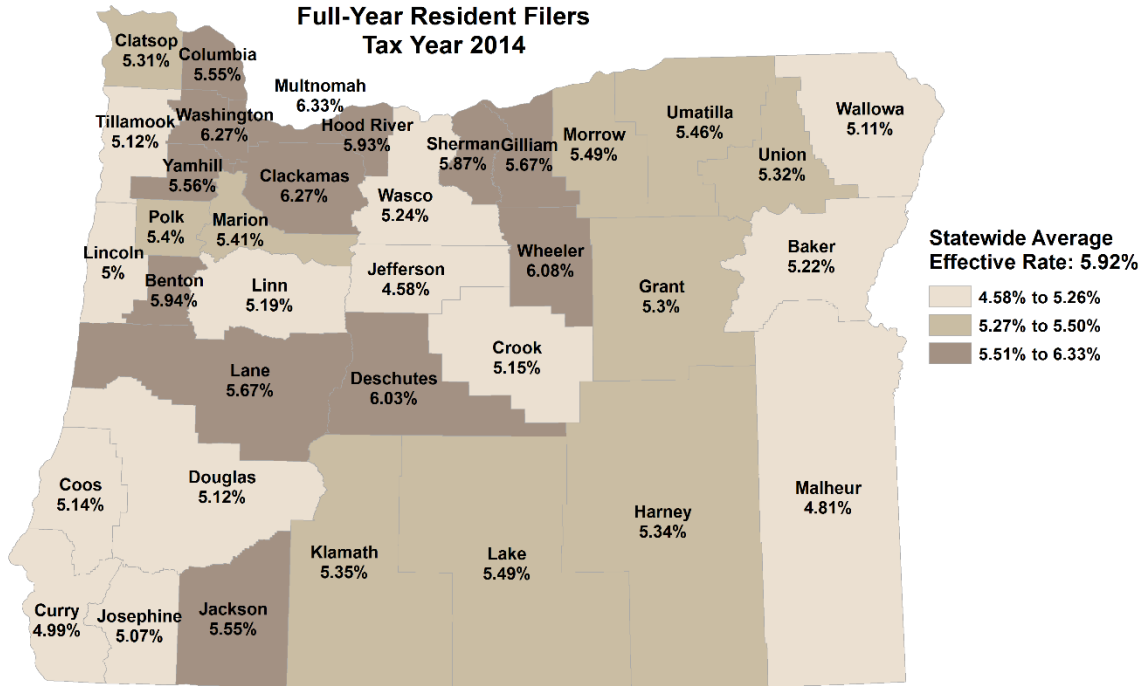 Full-Year Resident Filers
Tax Year 2014
Clatsop
5.31%
Columbia
5.55%
Multnomah
6.33%
Tillamook
5.12%
Washington
6.27%
Hood River
5.93%
Sherman
5.87%
Gilliam
5.67%
Morrow
5.49%
Umatilla
5.46%
Union
5.32%
Wallowa
5.11%
Yamhill
5.56%
Clackamas
6.27%
Wasco
5.24%
Polk
5.4%
Marion
5.41%
Lincoln
5%
Benton
5.94%
Linn
5.19%
Jefferson
4.58%
Wheeler
6.08%
Grant
5.3%
Baker
5.22%
Statewide Average
Effective Rate: 5.92%
4.58% to 5.26%
5.27% to 5.50%
5.51% to 6.33%
Lane
5.67%
Deschutes
6.03%
Crook
5.15%
Coos
5.14%
Douglas
5.12%
Klamath
5.35%
Lake
5.49%
Harney
5.34%
Malheur
4.81%
Curry
4.99%
Josephine
5.07%
Jackson
5.55%